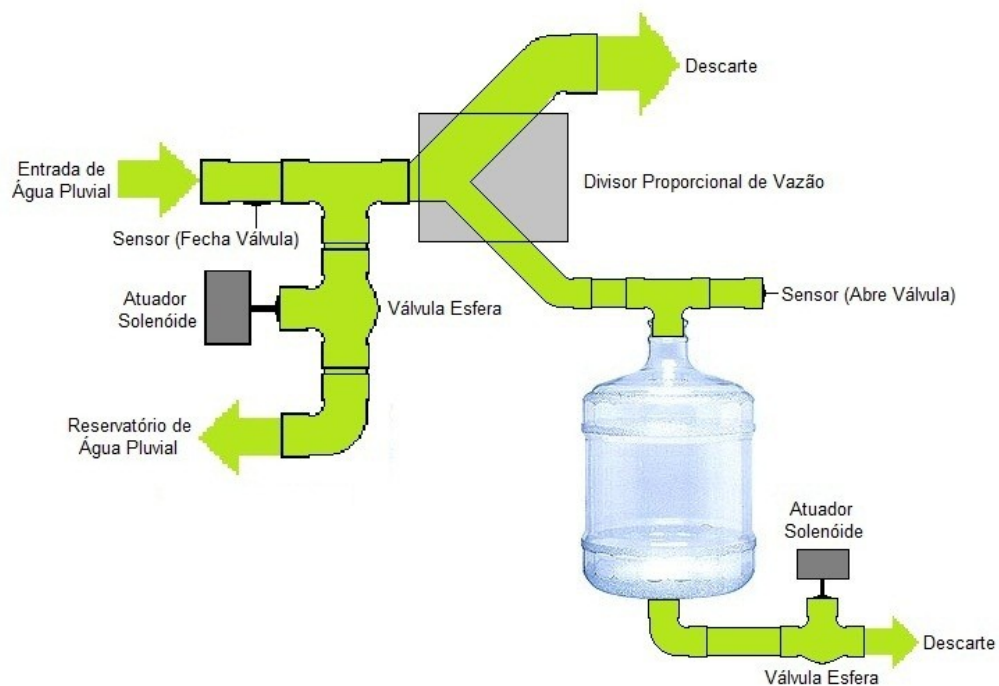 Descarte
Entrada de
Água Pluvial
Divisor Proporcional de Vazão
Sensor (Fecha Válvula)
Atuador
Solenóide
Válvula Esfera
Sensor (Abre Válvula)
Reservatório de
Água Pluvial
Atuador
Solenóide
Descarte
Válvula Esfera